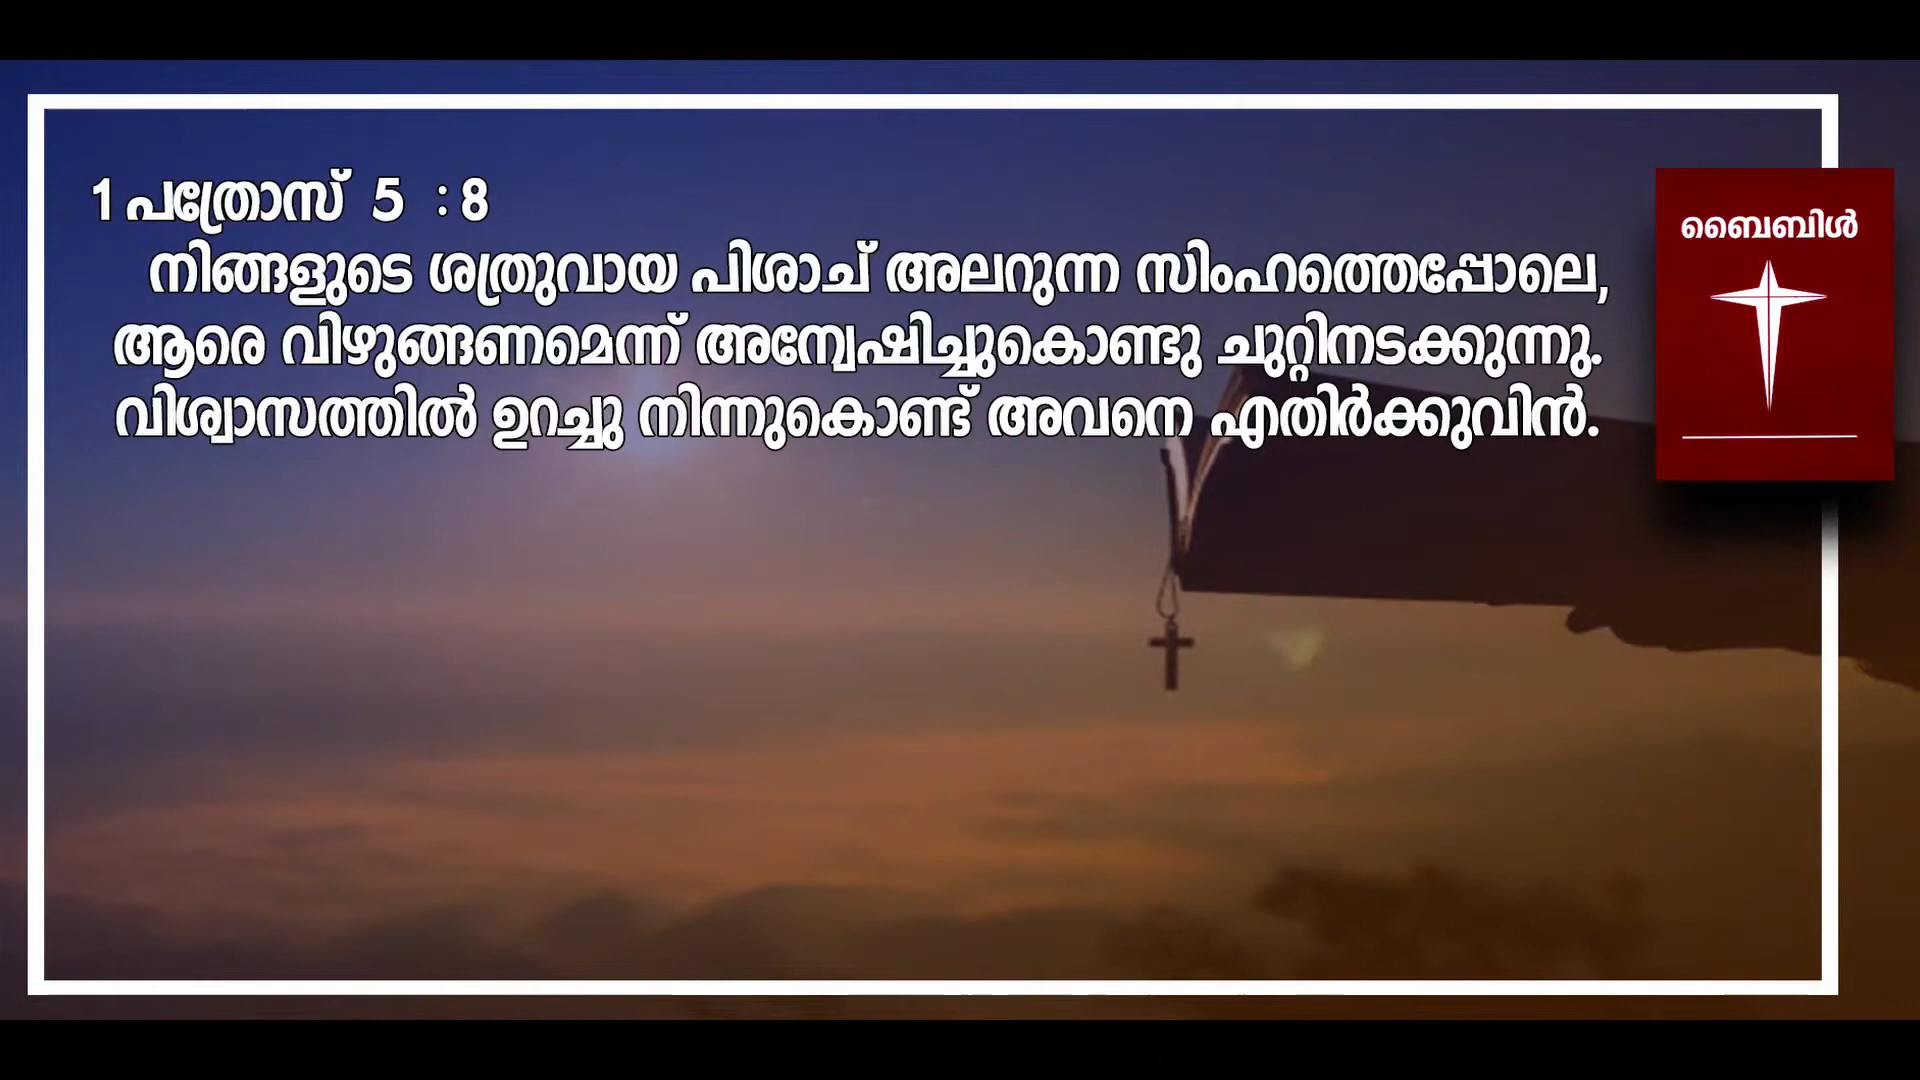 1 പത്രോസ് 5 : 8
നിങ്ങളുടെ ശത്രുവായ പിശാച് അലറുന്ന സിംഹത്തെപ്പോലെ,
ആരെ വിഴുങ്ങണമെന്ന് അന്വേഷിച്ചുകൊണ്ടു ചുറ്റിനടക്കുന്നു.
വിശ്വാസത്തിൽ ഉറച്ചു നിന്നുകൊണ്ട് അവനെ എതിർക്കുവിൻ.
ബൈബിൾ